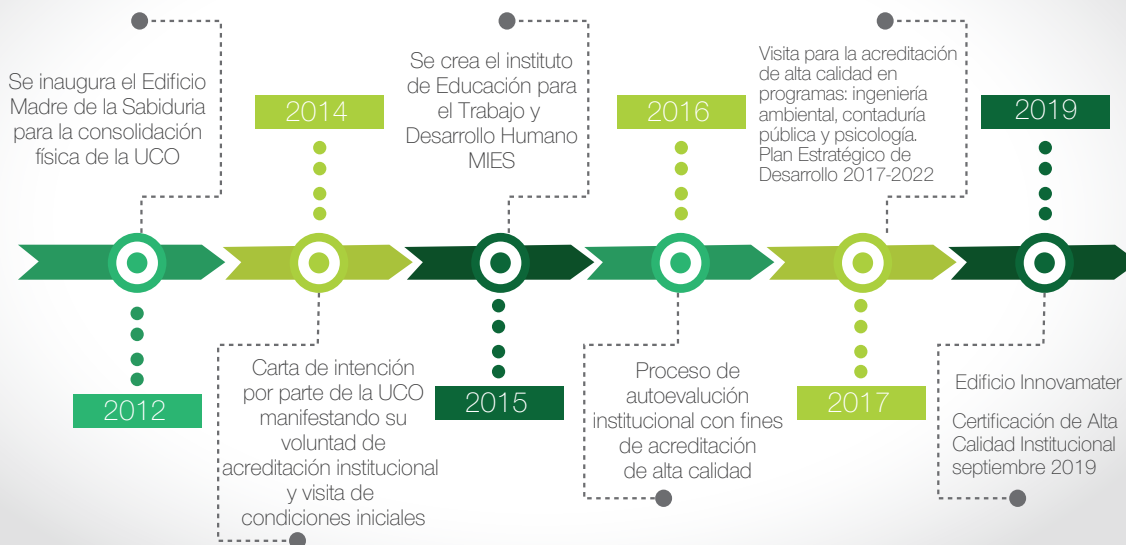 Se inaugura el Edificio
Madre de la Sabiduria
para la consolidación
física de la UCO
2012
2014
Carta de intención
por parte de la UCO
manifestando su
voluntad de
acreditación institucional
y visita de
condiciones iniciales
Se crea el instituto
de Educación para
el Trabajo y
Desarrollo Humano
MIES
2015
2016
Proceso de
autoevalución
institucional con fines
de acreditación
de alta calidad
Visita para la acreditación
de alta calidad en
programas: ingeniería
ambiental, contaduría
pública y psicología.
Plan Estratégico de
Desarrollo 2017-2022
2017
2019
Edificio Innovamater
Certificación de Alta
Calidad Institucional
septiembre 2019